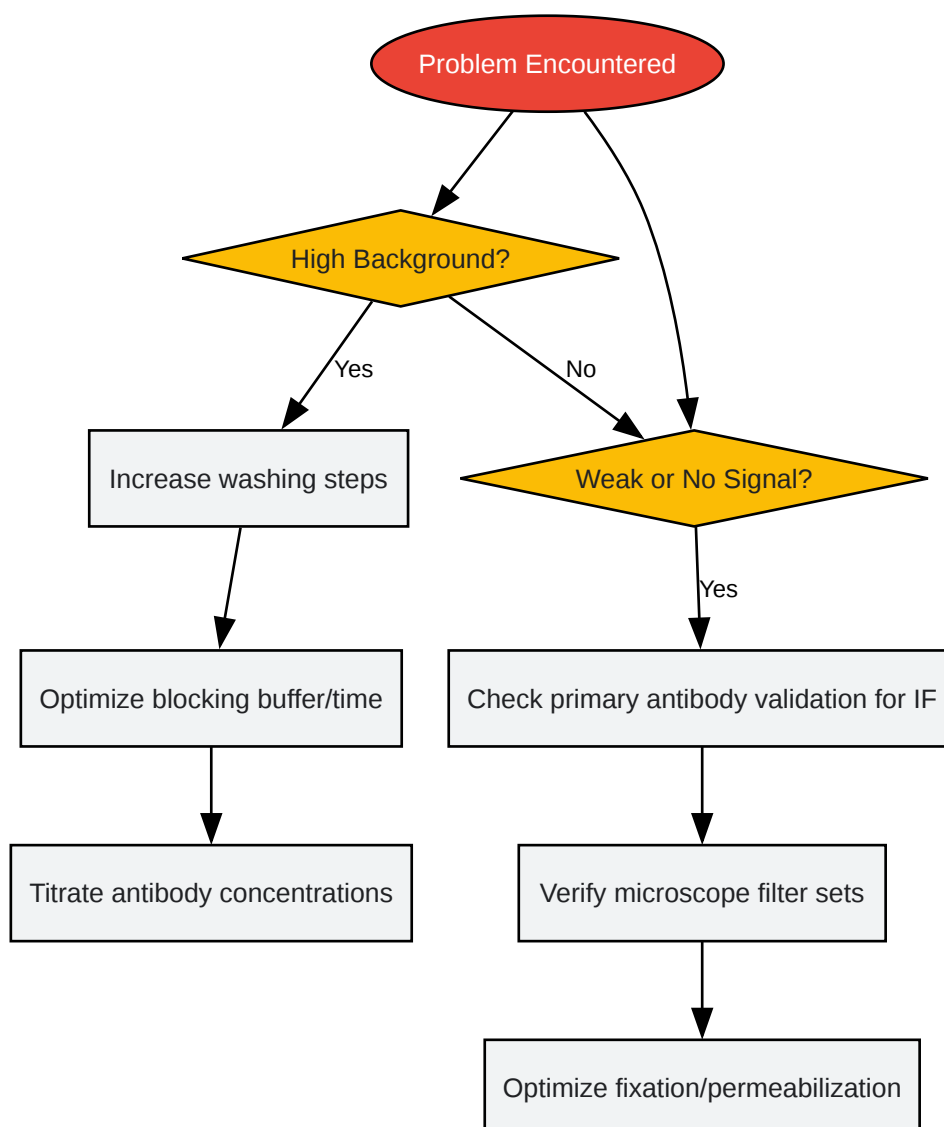 Problem Encountered
High Background?
Yes
No
Increase washing steps
Weak or No Signal?
Yes
Optimize blocking buffer/time
Check primary antibody validation for IF
Titrate antibody concentrations
Verify microscope filter sets
Optimize fixation/permeabilization